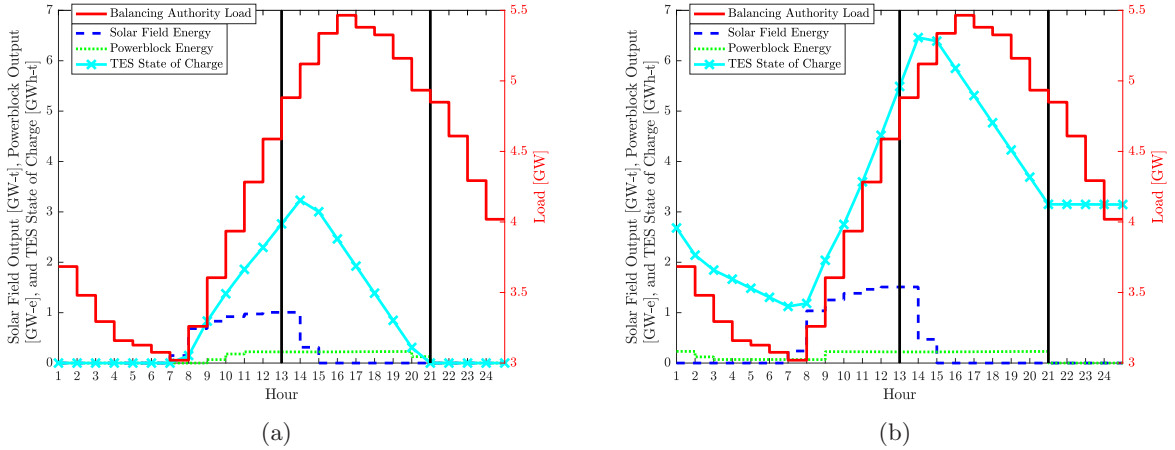 Solar Field Output [GW-t], Powerblock Output
[GW-e], and TES State of Charge [GWh-t]
7
6
5
4
3
2
1
0
Balancing Authority Load
Solar Field Energy
Powerblock Energy
TES State of Charge
5.5
5
4.5
4
3.5
3
Load [GW]
1 2 3 4 5 6 7 8 9 10 11 12 13 14 15 16 17 18 19 20 21 22 23 24
Hour
(a)
Solar Field Output [GW-t], Powerblock Output
[GW-e], and TES State of Charge [GWh-t]
7
6
5
4
3
2
1
0
Balancing Authority Load
Solar Field Energy
Powerblock Energy
TES State of Charge
5.5
5
4.5
4
3.5
3
Load [GW]
1 2 3 4 5 6 7 8 9 10 11 12 13 14 15 16 17 18 19 20 21 22 23 24
Hour
(b)